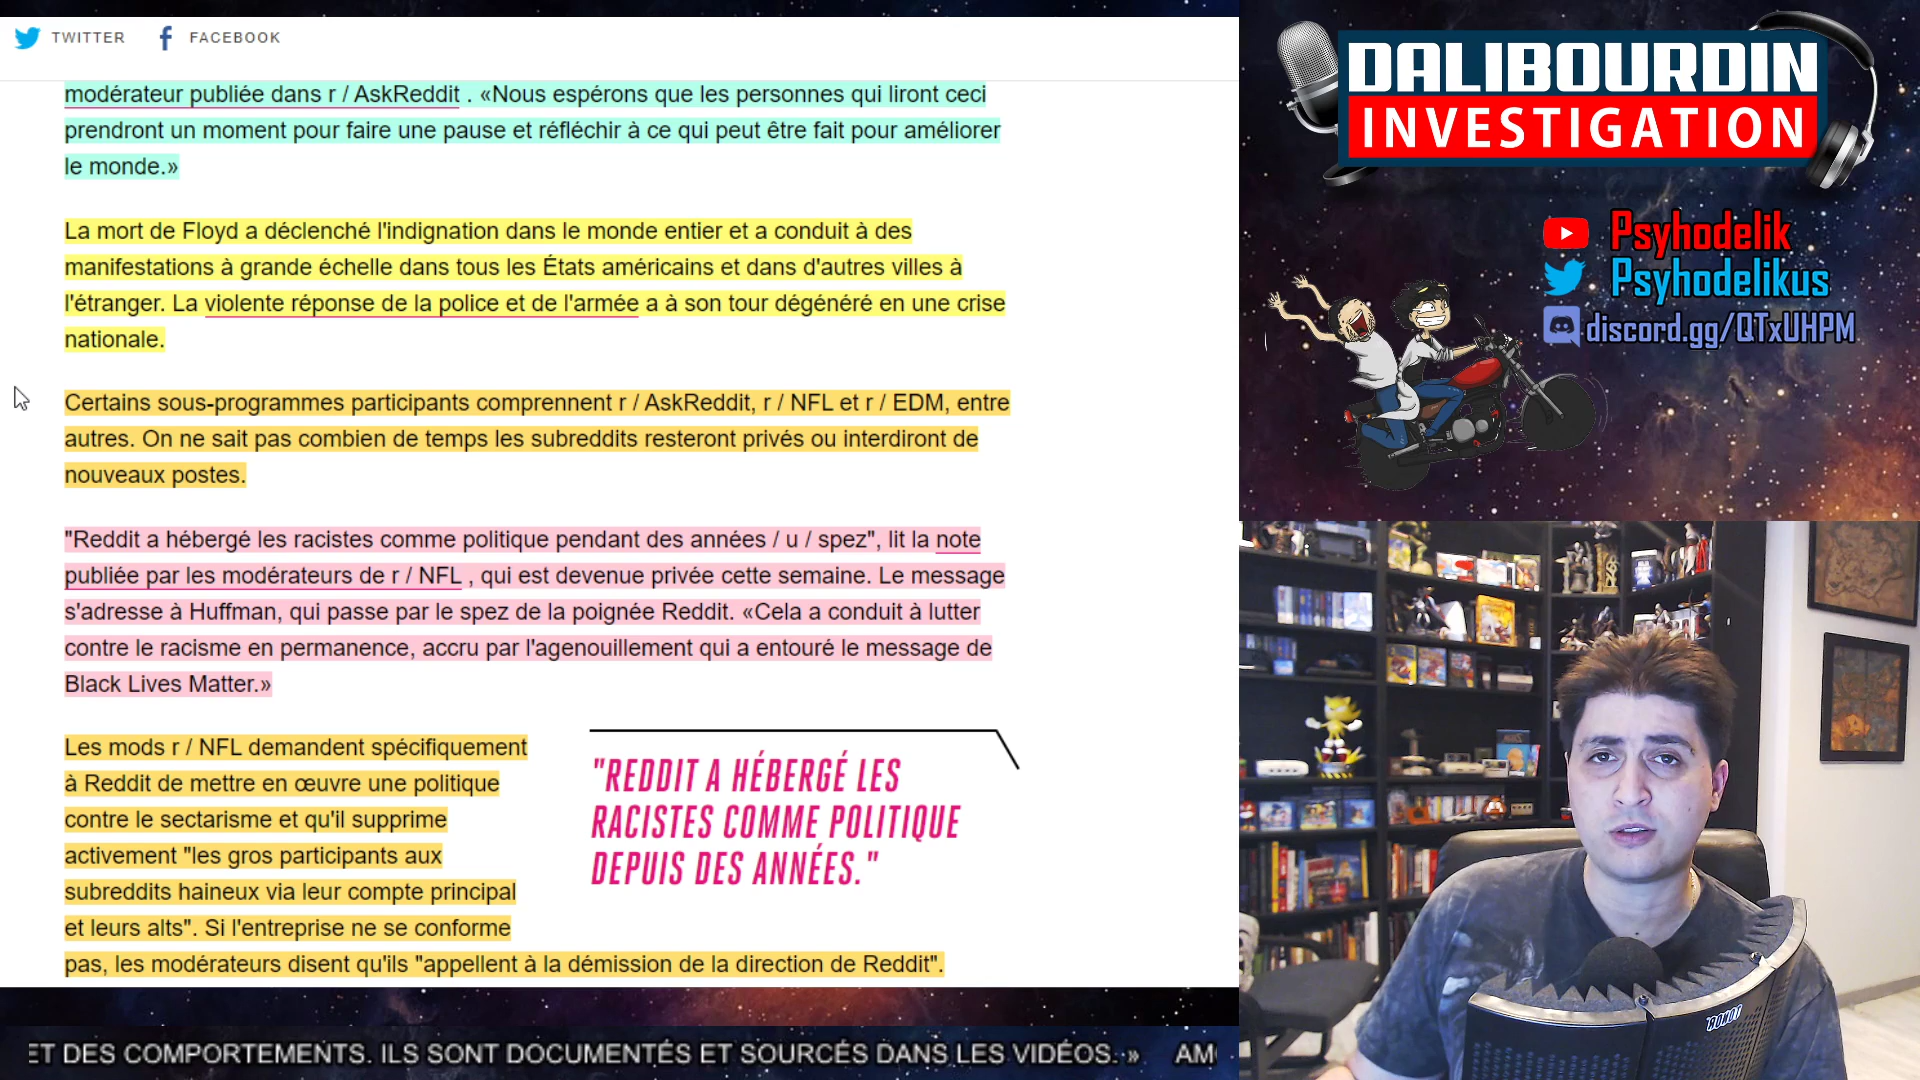 TWITTER
FACEBOOK
modérateur publiée dans r / AskReddit . «Nous espérons que les personnes qui liront ceci
prendront un moment pour faire une pause et réfléchir à ce qui peut être fait pour améliorer
le monde.»
La mort de Floyd a déclenché l'indignation dans le monde entier et a conduit à des
manifestations à grande échelle dans tous les États américains et dans d'autres villes à
l'étranger. La violente réponse de la police et de l'armée a à son tour dégénéré en une crise
nationale.
Certains sous-programmes participants comprennent r / AskReddit, r / NFL et r / EDM, entre
autres. On ne sait pas combien de temps les subreddits resteront privés ou interdiront de
nouveaux postes.
"Reddit a hébergé les racistes comme politique pendant des années / u / spez", lit la note
publiée par les modérateurs de r / NFL , qui est devenue privée cette semaine. Le message
s'adresse à Huffman, qui passe par le spez de la poignée Reddit. «Cela a conduit à lutter
contre le racisme en permanence, accru par l'agenouillement qui a entouré le message de
Black Lives Matter.»
Les mods r / NFL demandent spécifiquement
à Reddit de mettre en œuvre une politique
contre le sectarisme et qu'il supprime
activement "les gros participants aux
subreddits haineux via leur compte principal
et leurs alts". Si l'entreprise ne se conforme
pas, les modérateurs disent qu'ils "appellent à la démission de la direction de Reddit".
"REDDIT A HÉBERGÉ LES
RACISTES COMME POLITIQUE
DEPUIS DES ANNÉES."
ET DES COMPORTEMENTS. ILS SONT DOCUMENTÉS ET SOURCÉS DANS LES VIDÉOS. » AM
DALIBOURDIN
INVESTIGATION
Psyhodelik
Psyhodelikus
discord.gg/QTxUHPM